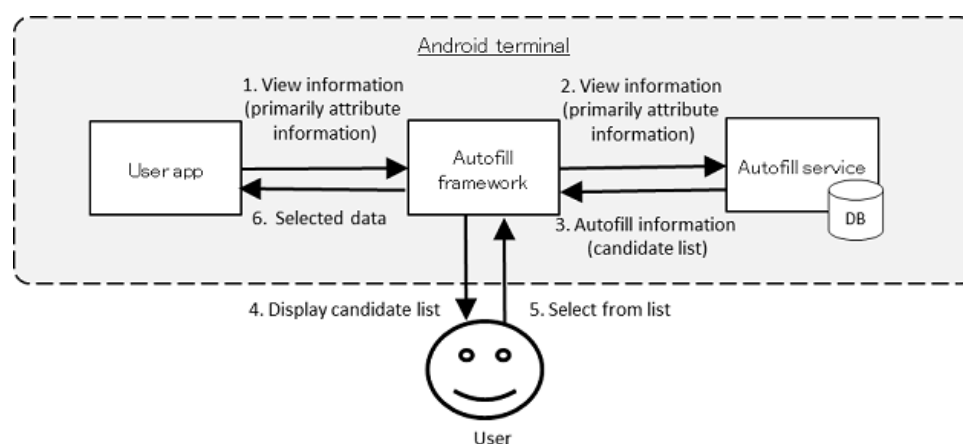 Android terminal
1. View information
(primarily attribute
information)
2. View information
(primarily attribute
information)
User app
Autofill
framework
Autofill service
DB
6. Selected data
3. Autofill information
(candidate list)
4. Display candidate list
5. Select from list
User